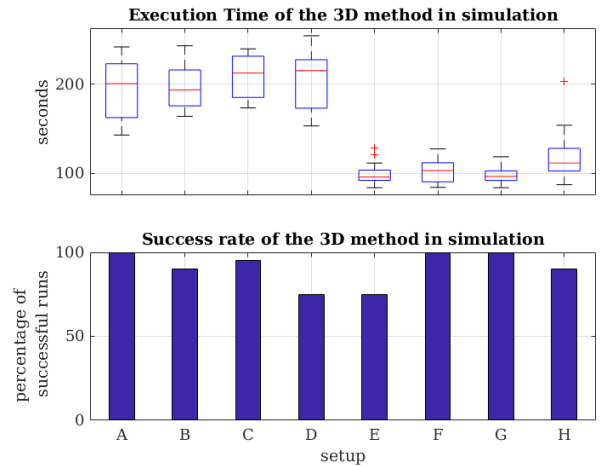 Execution Time of the 3D method in simulation
200
100
seconds
Success rate of the 3D method in simulation
100
50
0
percentage of
successful runs
A B C D E F G H
setup